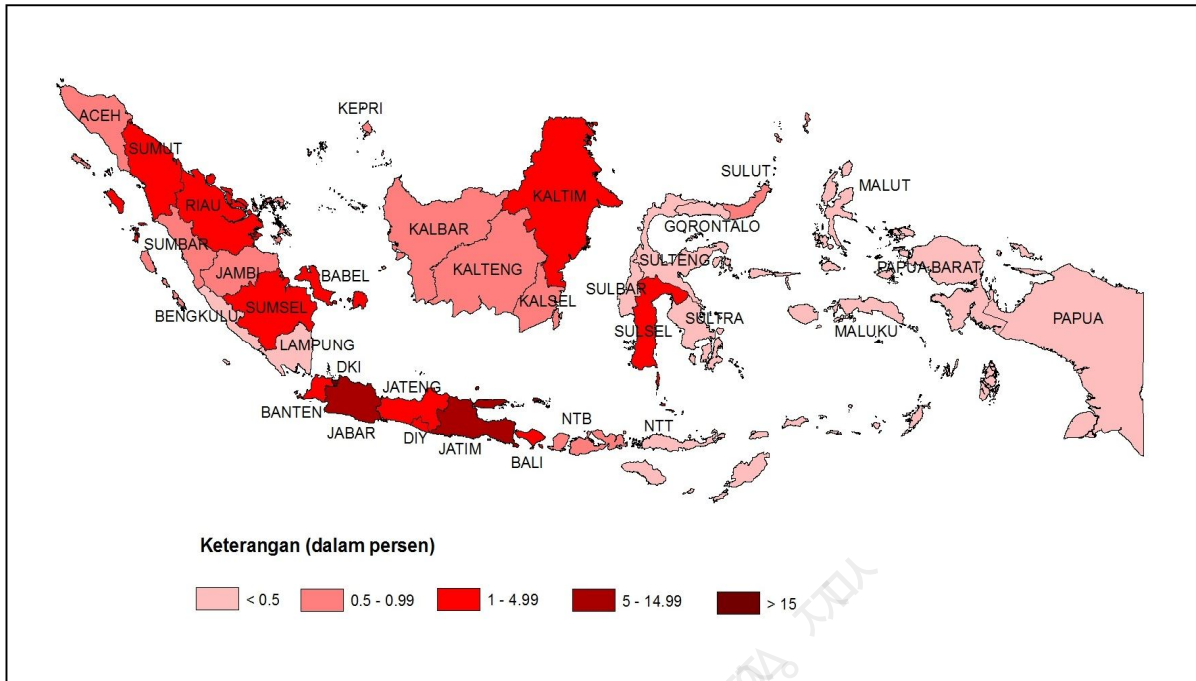 ACEH
KEPRI
SUMUT
RIAU
SUMBAR
JAMBI
BABEL
SUMSEL
BENGKULU
LAMPUNG
DKI
BANTEN
JABAR
JATENG
DIY
JATIM
BALI
NTB
NTT
KALBAR
KALTENG
KALSEL
KALTIM
SULUT
GORONTALO
SULTENG
SULBAR
SULSEL
SULTRA
MALUT
MALUKU
PAPUA BARAT
PAPUA
Keterangan (dalam persen)
< 0.5
0.5 - 0.99
1 - 4.99
5 - 14.99
> 15